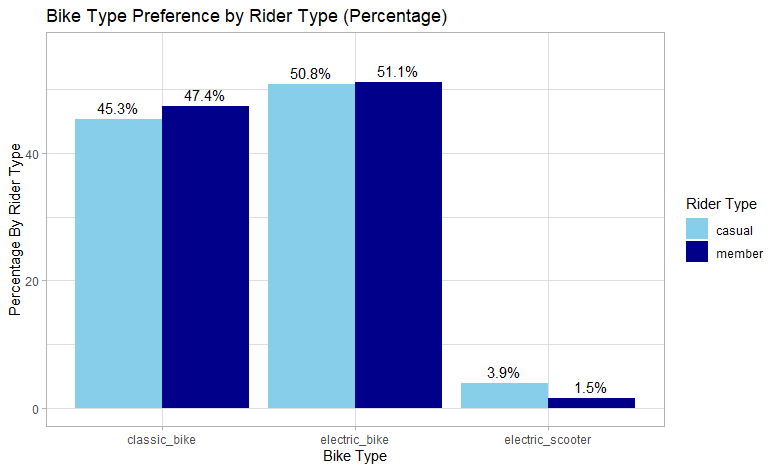 Bike Type Preference by Rider Type (Percentage)
50.8%
51.1%
45.3%
47.4%
3.9%
1.5%
Percentage By Rider Type
40
20
0
classic_bike
electric_bike
electric_scooter
Bike Type
Rider Type
casual
member